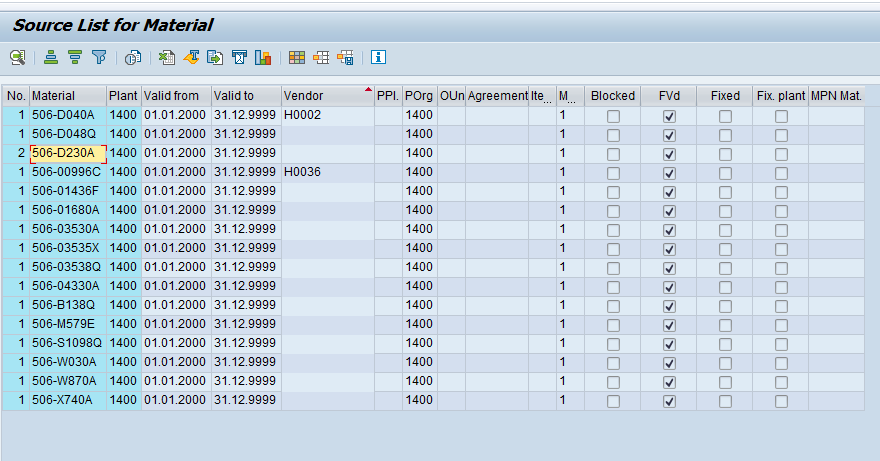 Source List for Material
No. Material Plant Valid from Valid to Vendor PPl. POrg OUn Agreement Ite... M... Blocked FVd Fixed Fix. plant MPN Mat.
1 506-D040A 1400 01.01.2000 31.12.9999 H0002 1400 1
1 506-D048Q 1400 01.01.2000 31.12.9999 1400 1
2 506-D230A 1400 01.01.2000 31.12.9999 1400 1
1 506-00996C 1400 01.01.2000 31.12.9999 H0036 1400 1
1 506-01436F 1400 01.01.2000 31.12.9999 1400 1
1 506-01680A 1400 01.01.2000 31.12.9999 1400 1
1 506-03530A 1400 01.01.2000 31.12.9999 1400 1
1 506-03535X 1400 01.01.2000 31.12.9999 1400 1
1 506-03538Q 1400 01.01.2000 31.12.9999 1400 1
1 506-04330A 1400 01.01.2000 31.12.9999 1400 1
1 506-B138Q 1400 01.01.2000 31.12.9999 1400 1
1 506-M579E 1400 01.01.2000 31.12.9999 1400 1
1 506-S1098Q 1400 01.01.2000 31.12.9999 1400 1
1 506-W030A 1400 01.01.2000 31.12.9999 1400 1
1 506-W870A 1400 01.01.2000 31.12.9999 1400 1
1 506-X740A 1400 01.01.2000 31.12.9999 1400 1